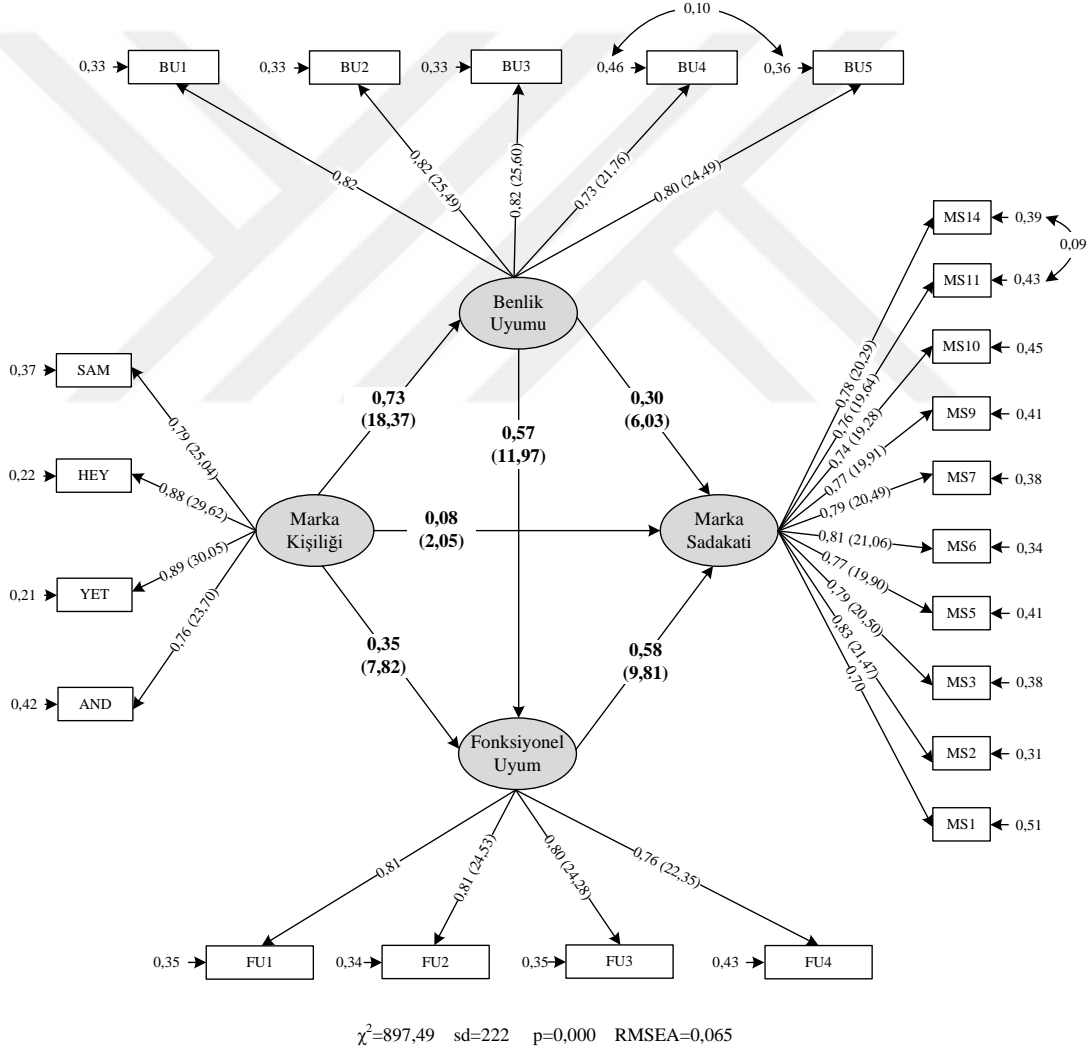 0,10
0,33 BU1 0,33 BU2 0,33 BU3 0,46 BU4 0,36 BU5
0,82
0,82 (25,49)
0,82 (25,60)
0,73 (21,76)
0,80 (24,49)
MS14 0,39
0,09
MS11 0,43
MS10 0,45
MS9 0,41
MS7 0,38
MS6 0,34
MS5 0,41
MS3 0,38
MS2 0,31
MS1 0,51
0,78 (20,29)
0,76 (19,64)
0,74 (19,28)
0,77 (19,91)
0,79 (20,49)
0,81 (21,06)
0,77 (19,90)
0,79 (20,50)
0,83 (21,47)
0,70
Benlik
Uyumu
0,37 SAM
0,22 HEY
0,21 YET
0,42 AND
0,79 (25,04)
0,88 (29,62)
0,89 (30,05)
0,76 (23,70)
0,73
(18,37)
0,57
(11,97)
0,30
(6,03)
Marka
Kişiliği
0,08
(2,05)
Marka
Sadakati
0,35
(7,82)
0,58
(9,81)
Fonksiyonel
Uyum
0,81
0,81 (24,53)
0,80 (24,28)
0,76 (22,35)
0,35 FU1 0,34 FU2 0,35 FU3 0,43 FU4
χ²=897,49 sd=222 p=0,000 RMSEA=0,065